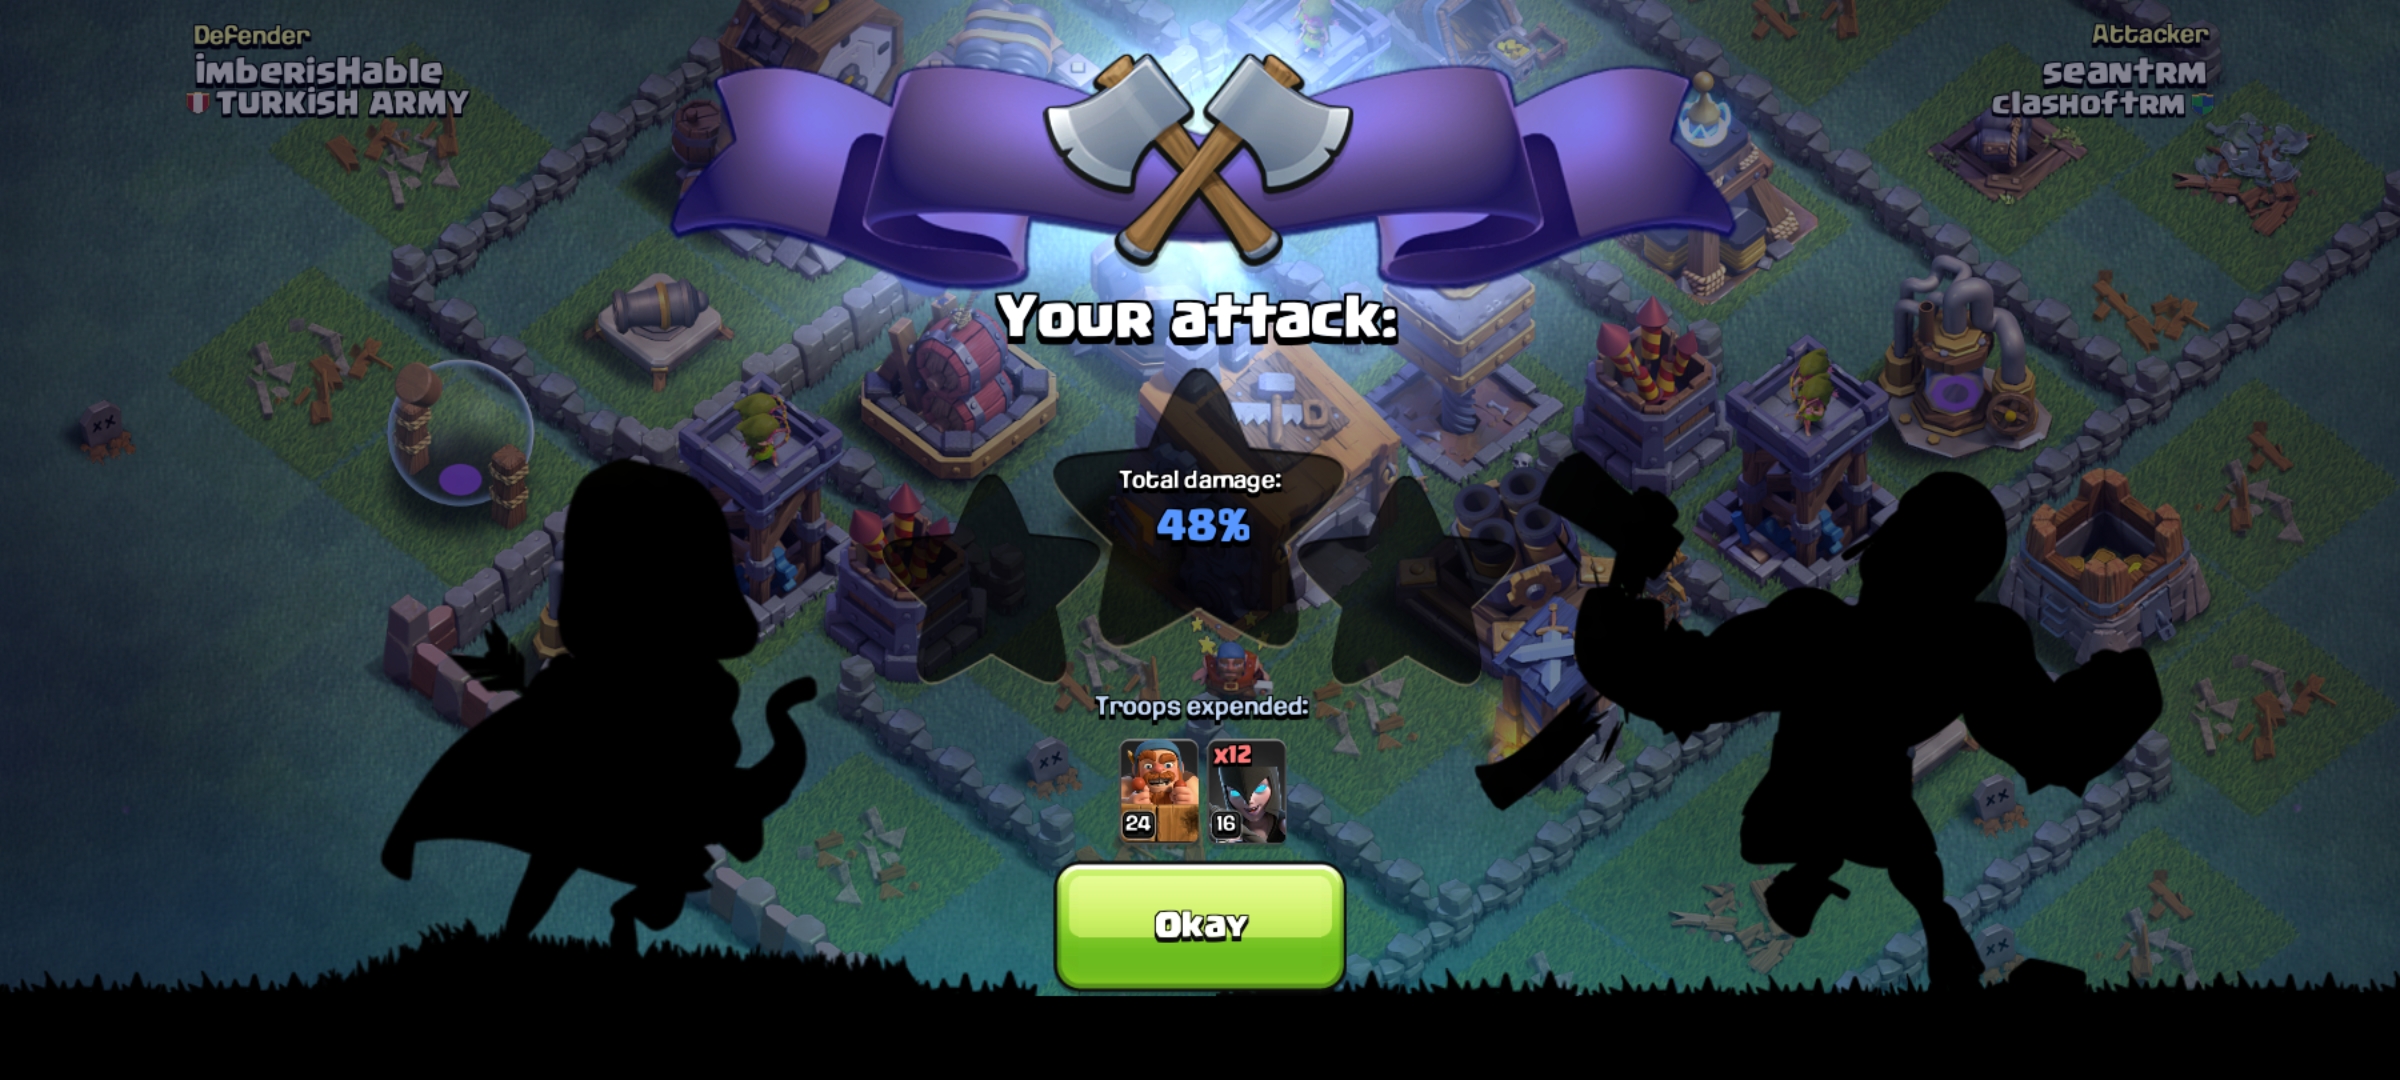 Defender
imberisHable
TURKISH ARMY
Attacker
seantRM
clashoftRM
Your attack:
Total damage:
48%
Troops expended:
24
x12
16
Okay